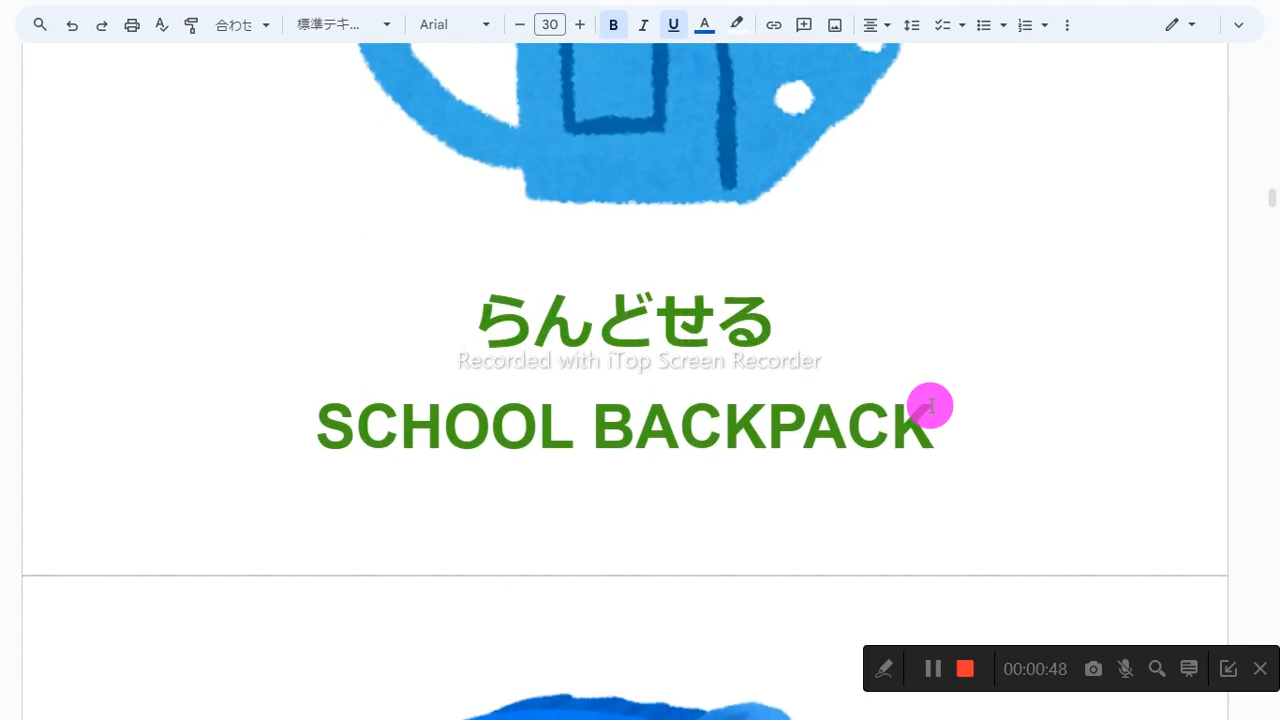 合わせ
標準テキ...
Arial
30
らんどせる
Recorded with iTop Screen Recorder
SCHOOL BACKPACK
00:00:48